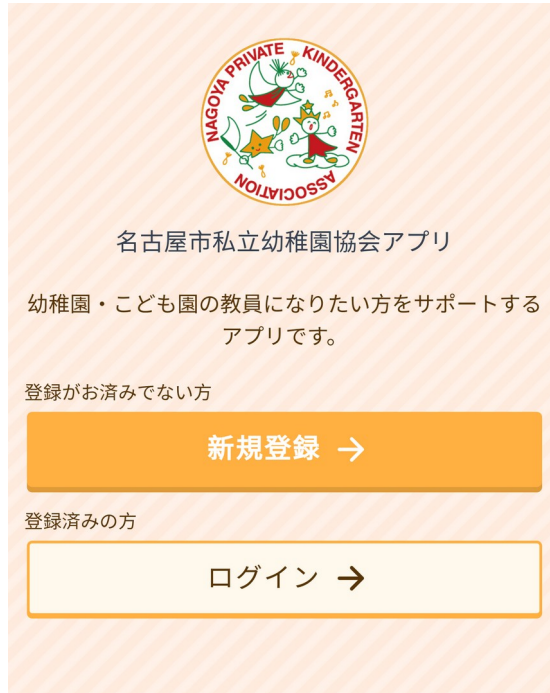 NAGOYA PRIVATE KINDERGARTEN ASSOCIATION
名古屋市私立幼稚園協会アプリ
幼稚園・こども園の教員になりたい方をサポートする
アプリです。
登録がお済みでない方
新規登録 →
登録済みの方
ログイン →